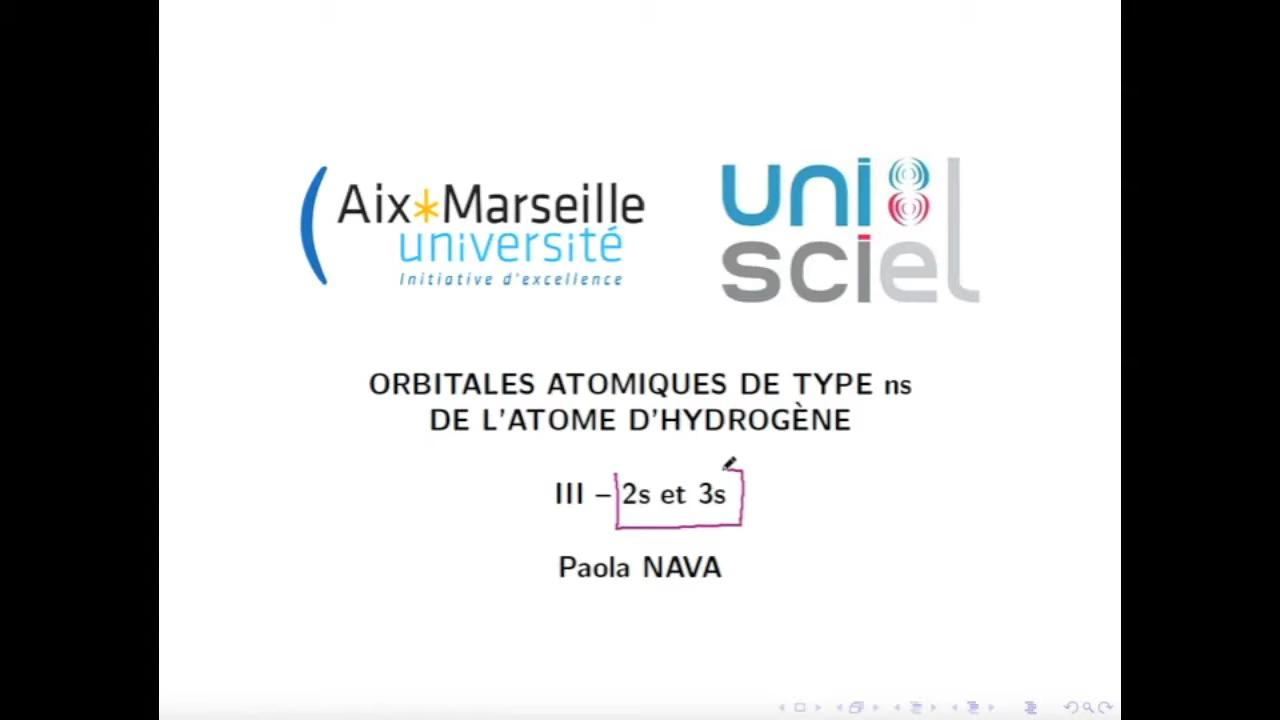 Aix*Marseille
université
Initiative d'excellence
uni
sciel
ORBITALES ATOMIQUES DE TYPE ns
DE L'ATOME D'HYDROGÈNE
III – 2s et 3s
Paola NAVA